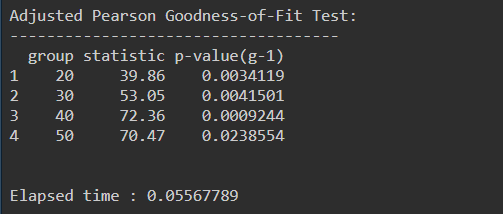 Adjusted Pearson Goodness-of-Fit Test:
------------------------------------
group statistic p-value(g-1)
1 20 39.86 0.0034119
2 30 53.05 0.0041501
3 40 72.36 0.0009244
4 50 70.47 0.0238554
Elapsed time : 0.05567789